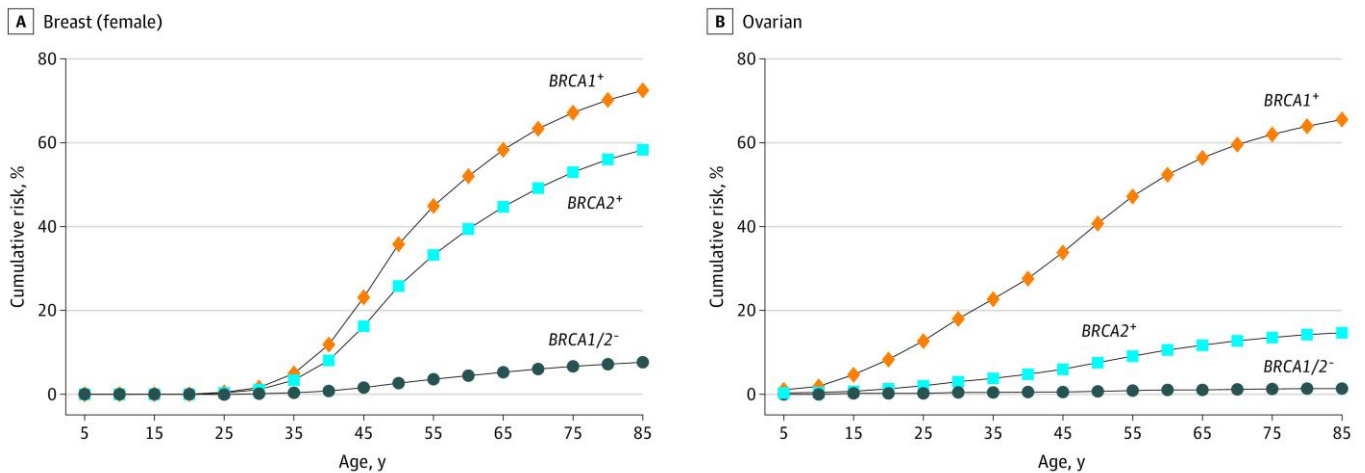 A Breast (female)
80
60
40
20
0
Cumulative risk, %
BRCA1+
BRCA2+
BRCA1/2-
5 15 25 35 45 55 65 75 85
Age, y
B Ovarian
80
60
40
20
0
Cumulative risk, %
BRCA1+
BRCA2+
BRCA1/2-
5 15 25 35 45 55 65 75 85
Age, y